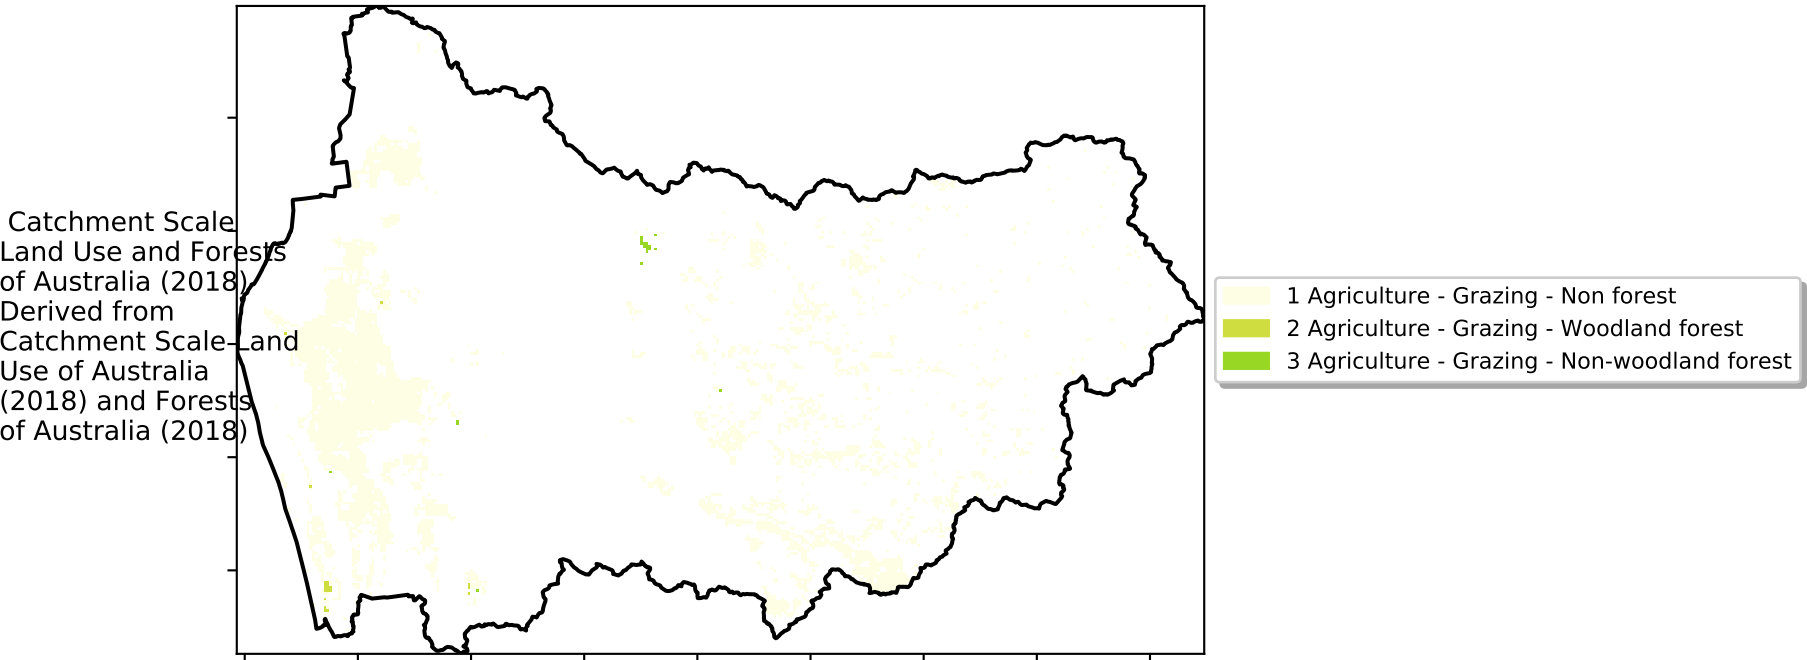 Catchment Scale
Land Use and Forests
of Australia (2018)
Derived from
Catchment Scale Land
Use of Australia
(2018) and Forests
of Australia (2018)
1 Agriculture - Grazing - Non forest
2 Agriculture - Grazing - Woodland forest
3 Agriculture - Grazing - Non-woodland forest